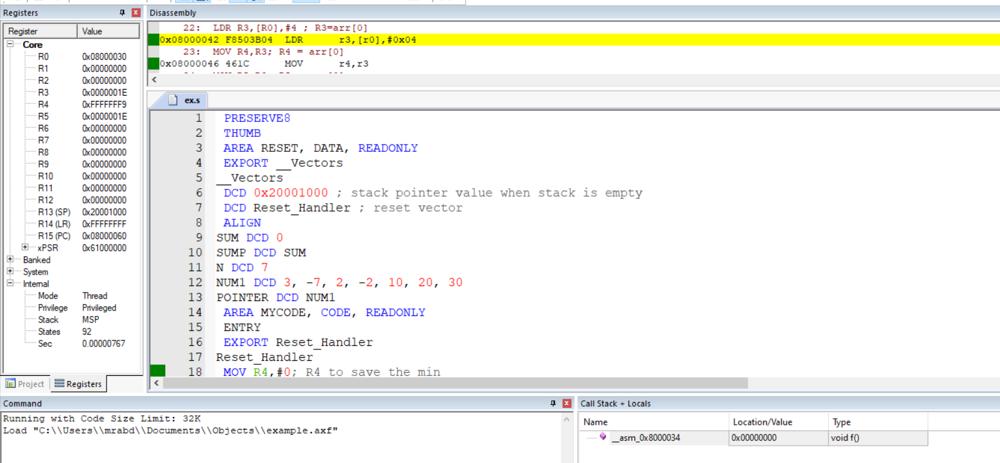 Registers
Register Value
Core
R0 0x08000030
R1 0x00000000
R2 0x00000000
R3 0x0000001E
R4 0xFFFFFFF9
R5 0x0000001E
R6 0x00000000
R7 0x00000000
R8 0x00000000
R9 0x00000000
R10 0x00000000
R11 0x00000000
R12 0x00000000
R13 (SP) 0x20001000
R14 (LR) 0xFFFFFFFF
R15 (PC) 0x08000060
xPSR 0x61000000
Banked
System
Internal
Mode Thread
Privilege Privileged
Stack MSP
States 92
Sec 0.00000767
Project Registers
Disassembly
22: LDR R3,[R0],#4 ; R3=arr[0]
0x08000042 F8503B04 LDR r3,[r0],#0x04
23: MOV R4,R3; R4 = arr[0]
0x08000046 461C MOV r4,r3
ex.s
1 PRESERVE8
2 THUMB
3 AREA RESET, DATA, READONLY
4 EXPORT __Vectors
5 __Vectors
6 DCD 0x20001000 ; stack pointer value when stack is empty
7 DCD Reset_Handler ; reset vector
8 ALIGN
9 SUM DCD 0
10 SUMP DCD SUM
11 N DCD 7
12 NUM1 DCD 3, -7, 2, -2, 10, 20, 30
13 POINTER DCD NUM1
14 AREA MYCODE, CODE, READONLY
15 ENTRY
16 EXPORT Reset_Handler
17 Reset_Handler
18 MOV R4,#0; R4 to save the min
Command
Running with Code Size Limit: 32K
Load "C:\\Users\\mrabd\\Documents\\Objects\\example.axf"
Call Stack + Locals
Name Location/Value Type
__asm_0x8000034 0x00000000 void f()